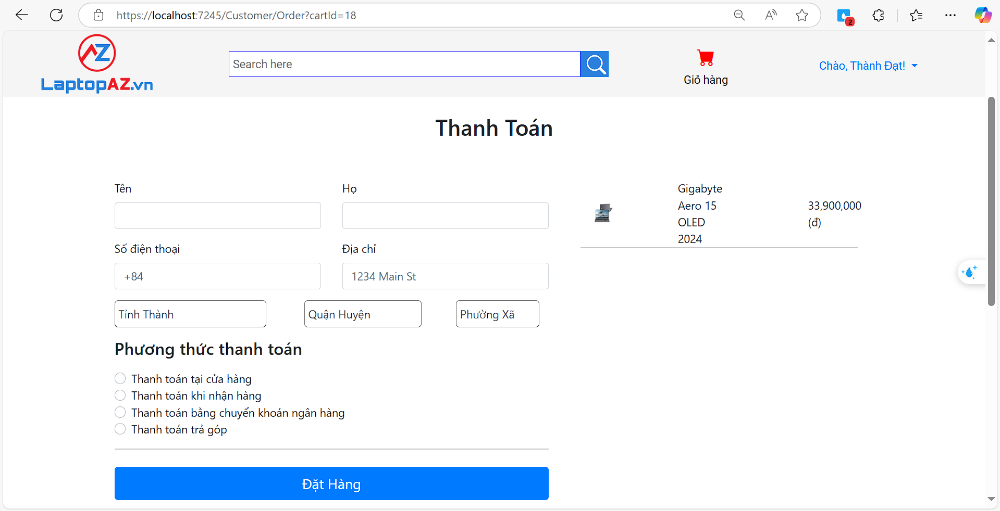 https://localhost:7245/Customer/Order?cartId=18
2
AZ
LaptopAZ.vn
Search here
Giỏ hàng
Chào, Thành Đạt!
Thanh Toán
Tên
Họ
Số điện thoại
+84
Địa chỉ
1234 Main St
Tỉnh Thành
Quận Huyện
Phường Xã
Phương thức thanh toán
Thanh toán tại cửa hàng
Thanh toán khi nhận hàng
Thanh toán bằng chuyển khoản ngân hàng
Thanh toán trả góp
Đặt Hàng
Gigabyte
Aero 15
OLED
2024
33,900,000
(đ)